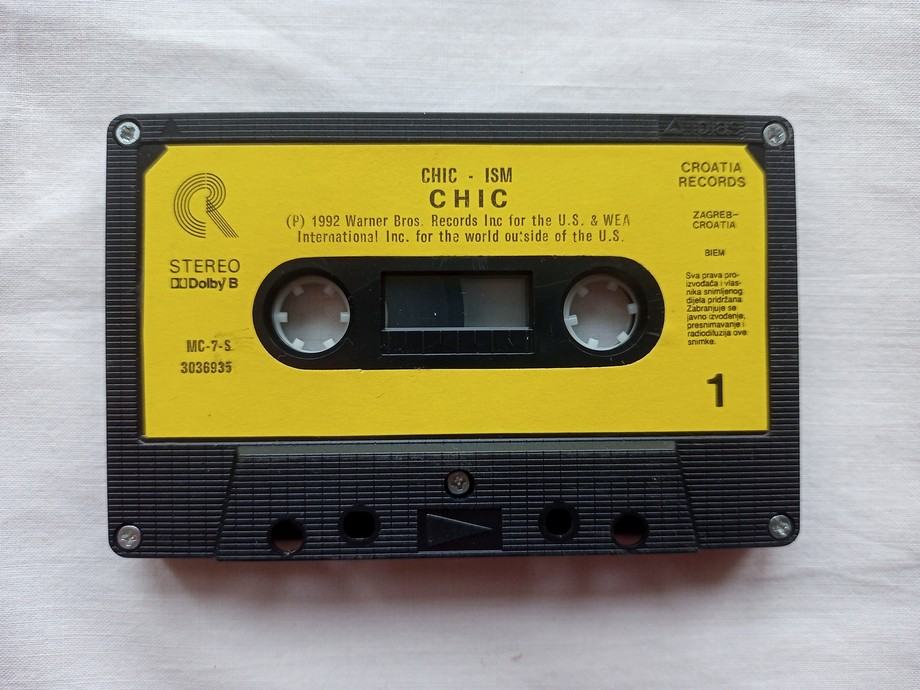 CHIC - ISM
CHIC
(P) 1992 Warner Bros. Records Inc for the U.S. & WEA
International Inc. for the world outside of the U.S.
STEREO
Dolby B
MC-7-S
3036935
CROATIA
RECORDS
ZAGREB-
CROATIA
BIEM
Sva prava pro-
izvođača i vlas-
nika snimljenog
dijela pridržana.
Zabranjuje se
javno izvođenje,
presnimavanje i
radiodifuzija ove
snimke.
1